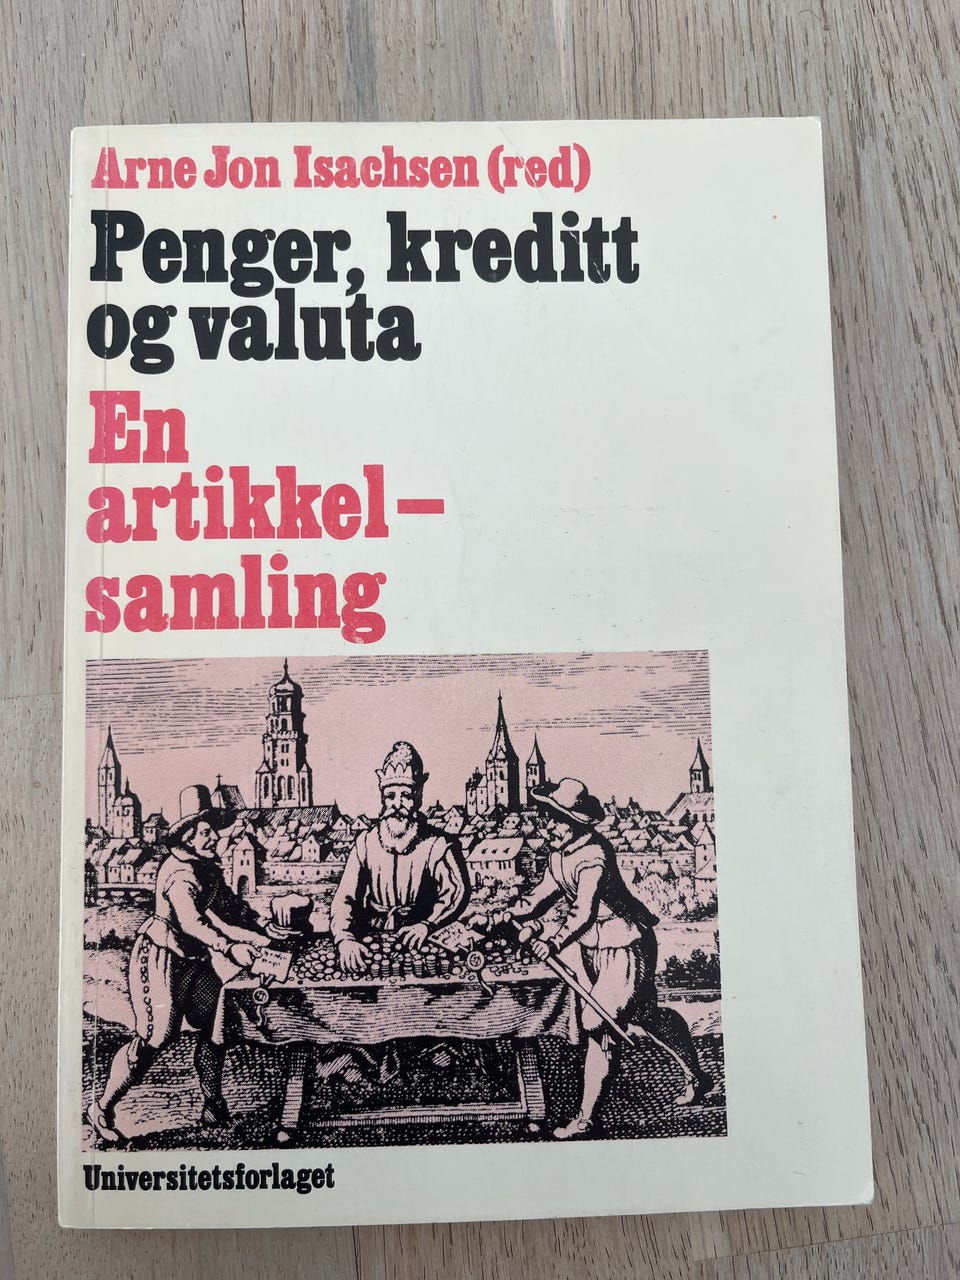 Arne Jon Isachsen (red)
Penger, kreditt
og valuta
En
artikkel–
samling
Universitetsforlaget